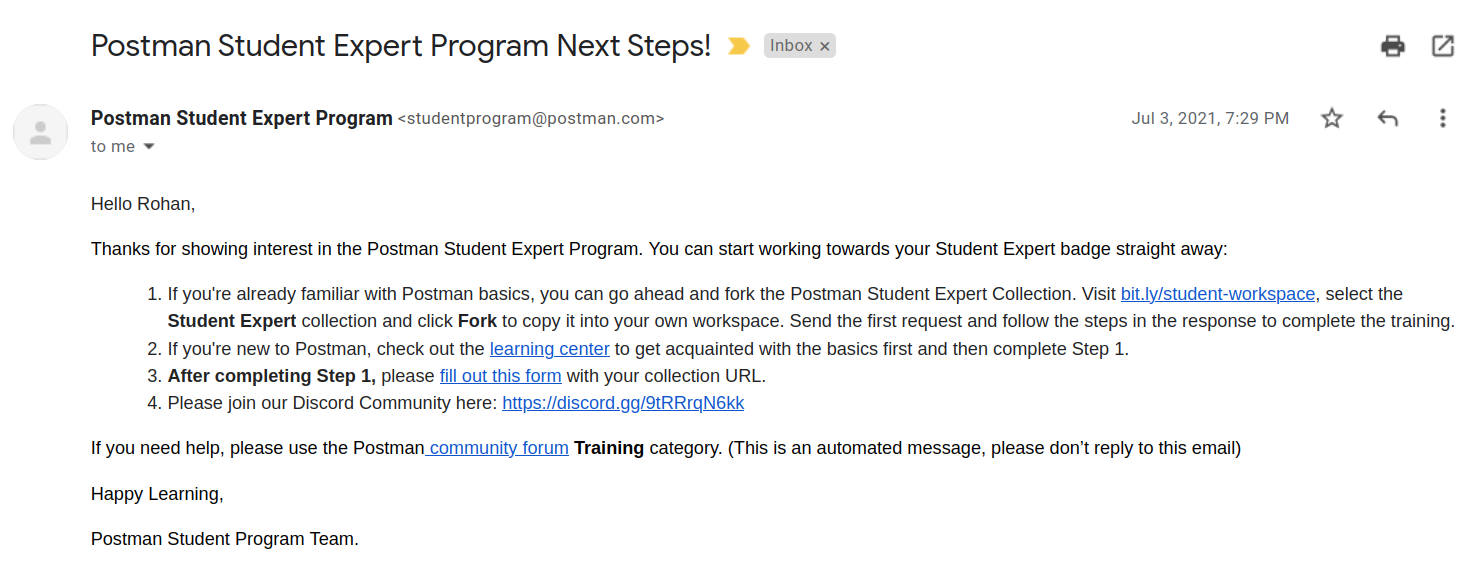 Postman Student Expert Program Next Steps! Inbox ×
Postman Student Expert Program <studentprogram@postman.com> Jul 3, 2021, 7:29 PM
to me
Hello Rohan,
Thanks for showing interest in the Postman Student Expert Program. You can start working towards your Student Expert badge straight away:
1. If you're already familiar with Postman basics, you can go ahead and fork the Postman Student Expert Collection. Visit bit.ly/student-workspace, select the
Student Expert collection and click Fork to copy it into your own workspace. Send the first request and follow the steps in the response to complete the training.
2. If you're new to Postman, check out the learning center to get acquainted with the basics first and then complete Step 1.
3. After completing Step 1, please fill out this form with your collection URL.
4. Please join our Discord Community here: https://discord.gg/9tRRrqN6kk
If you need help, please use the Postman community forum Training category. (This is an automated message, please don’t reply to this email)
Happy Learning,
Postman Student Program Team.